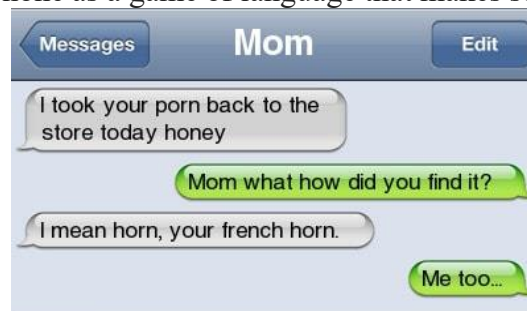 Messages
Mom
Edit
I took your porn back to the
store today honey
Mom what how did you find it?
I mean horn, your french horn.
Me too...